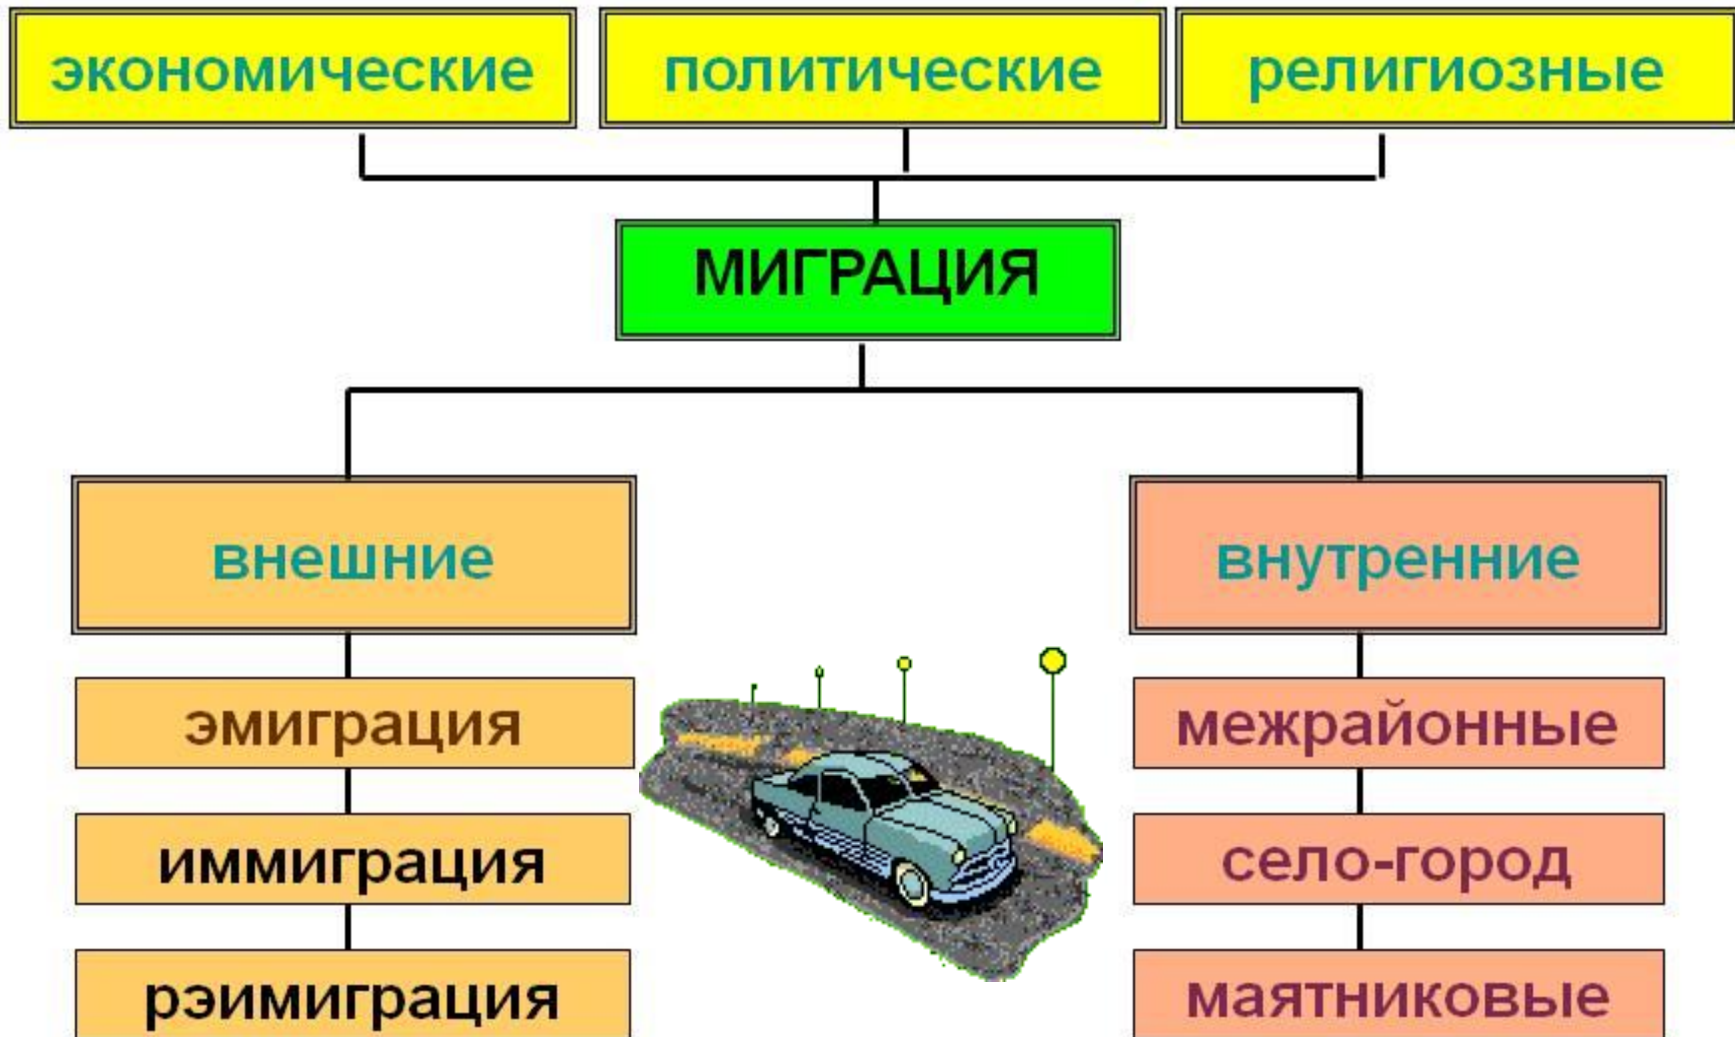 экономические
политические
религиозные
МИГРАЦИЯ
внешние
внутренние
эмиграция
межрайонные
иммиграция
село-город
рэимиграция
маятниковые